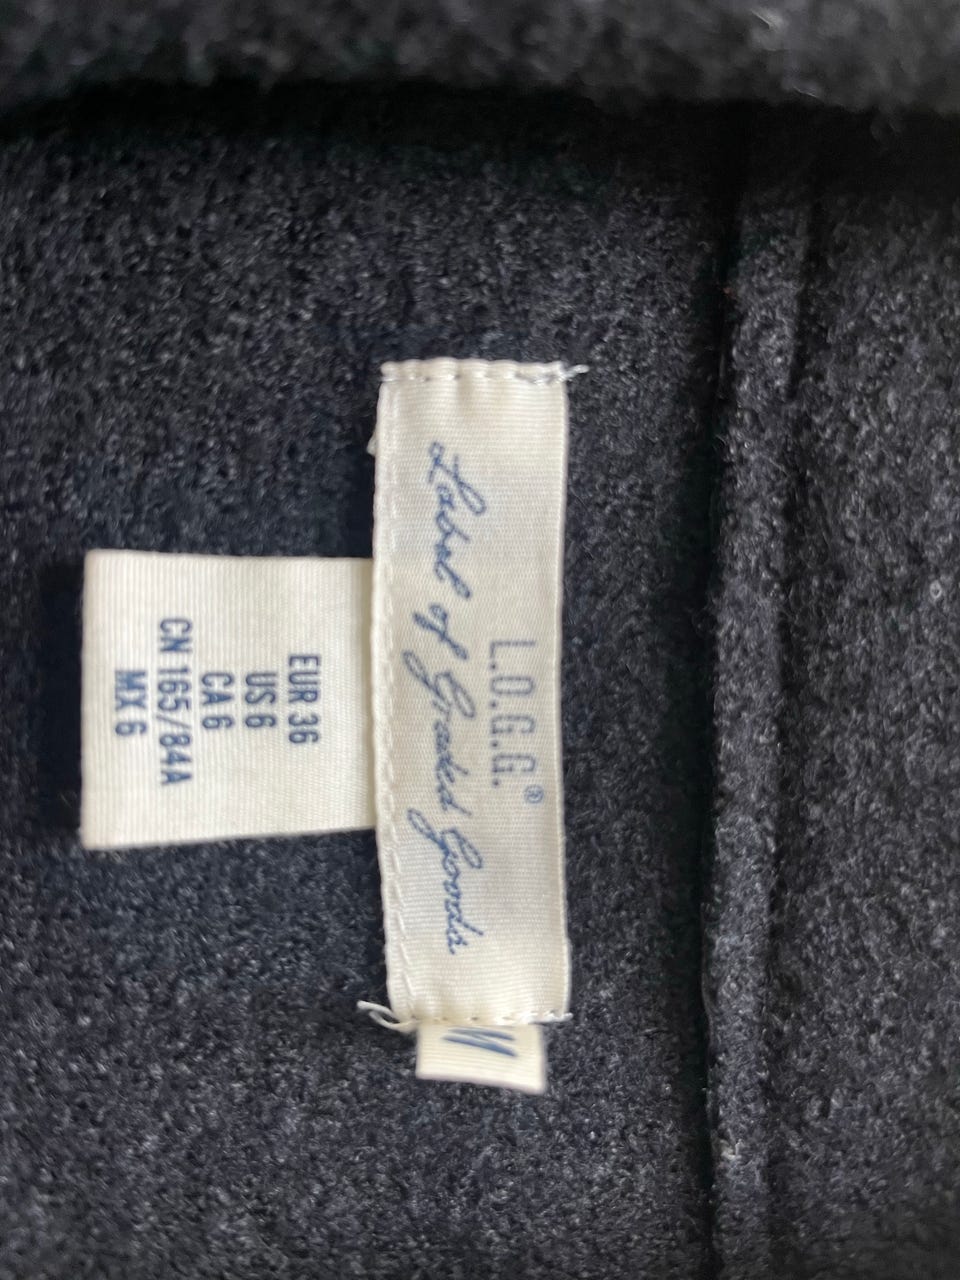 L.O.G.G.®
Label of Graded Goods
EUR 36
US 6
CA 6
CN 165/84A
MX 6